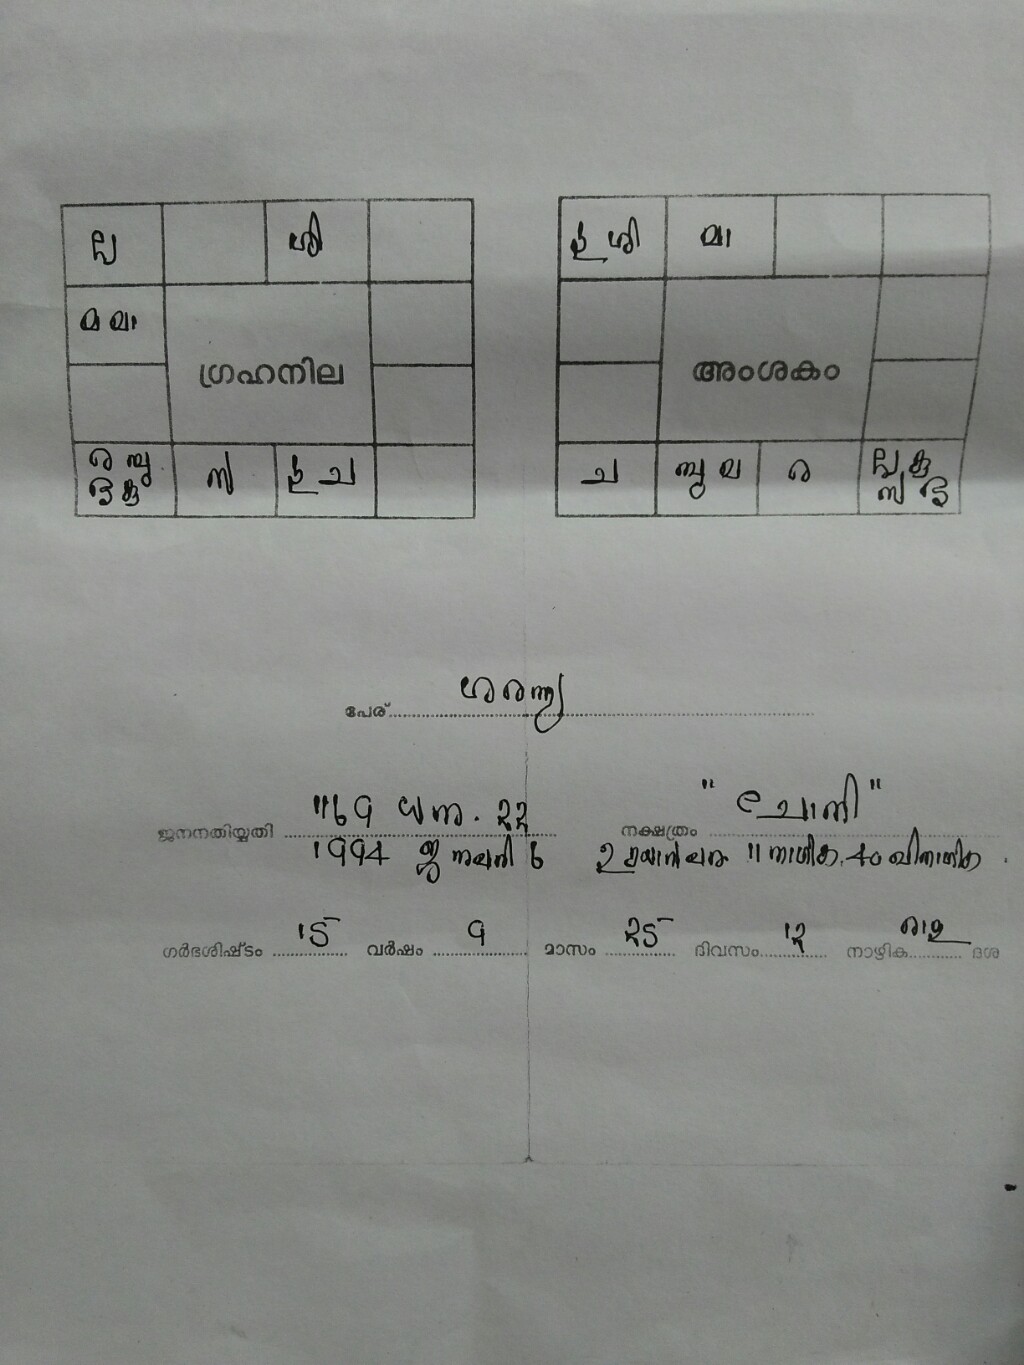 ല ശി
മ മാ
ഗ്രഹനില
ര ബു
ശു കു സ ഗു ച
ഗു ശി മാ
അംശകം
ച ബു മ ര ല കു
സ ശു
പേര് ശരണ്യ
ജനനതിയ്യതി 1169 ധനു. 22 നക്ഷത്രം "ചോതി"
1994 ജനുവരി 6 ഉദയാൽപരം 11 നാഴിക. 40 വിനാഴിക.
ഗർഭശിഷ്ടം 15 വർഷം 9 മാസം 25 ദിവസം 12 നാഴിക രാഹു ദശ